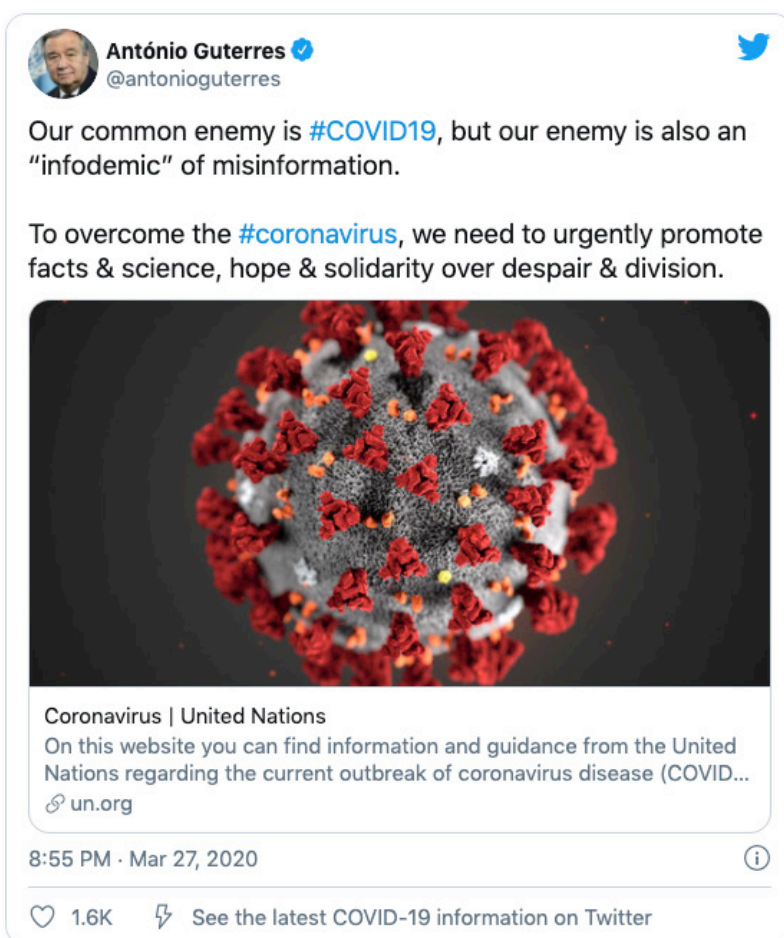 António Guterres
@antonioguterres
Our common enemy is #COVID19, but our enemy is also an
“infodemic” of misinformation.
To overcome the #coronavirus, we need to urgently promote
facts & science, hope & solidarity over despair & division.
Coronavirus | United Nations
On this website you can find information and guidance from the United
Nations regarding the current outbreak of coronavirus disease (COVID...
un.org
8:55 PM · Mar 27, 2020
1.6K See the latest COVID-19 information on Twitter